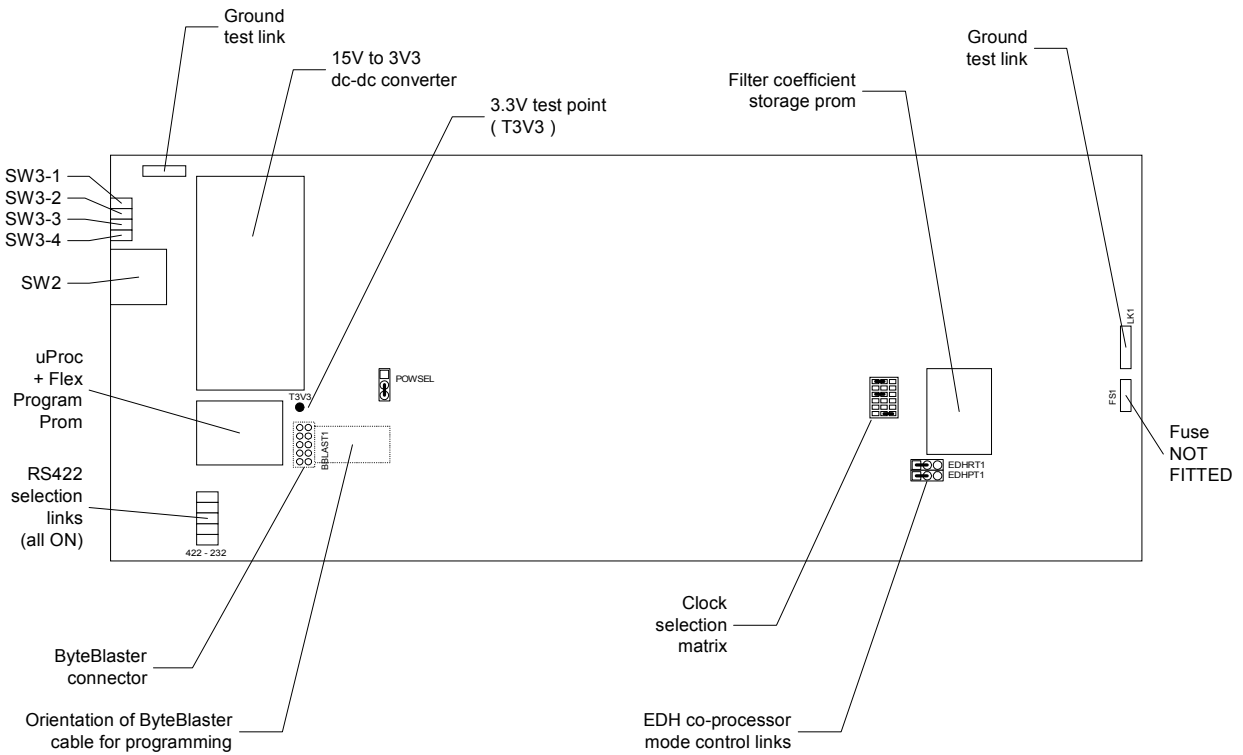 Ground
test link
15V to 3V3
dc-dc converter
3.3V test point
( T3V3 )
Filter coefficient
storage prom
Ground
test link
SW3-1
SW3-2
SW3-3
SW3-4
SW2
uProc
+ Flex
Program
Prom
RS422
selection
links
(all ON)
T3V3
POWSEL
BBLAST1
422 - 232
EDHRT1
EDHPT1
LK1
FS1
Fuse
NOT
FITTED
Clock
selection
matrix
ByteBlaster
connector
Orientation of ByteBlaster
cable for programming
EDH co-processor
mode control links